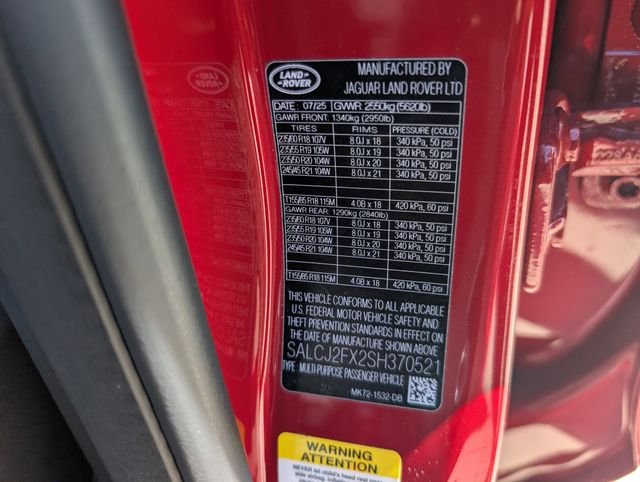 LAND ROVER
MANUFACTURED BY
JAGUAR LAND ROVER LTD
DATE : 07/25 GVWR: 2550kg (5620lb)
GAWR FRONT: 1340kg (2950lb)
TIRES RIMS PRESSURE (COLD)
235/60 R18 107V 8.0J x 18 340 kPa, 50 psi
235/55 R19 105W 8.0J x 19 340 kPa, 50 psi
235/50 R20 104W 8.0J x 20 340 kPa, 50 psi
245/45 R21 104W 8.0J x 21 340 kPa, 50 psi
T155/85 R18 115M 4.0B x 18 420 kPa, 60 psi
GAWR REAR: 1290kg (2840lb)
235/60 R18 107V 8.0J x 18 340 kPa, 50 psi
235/55 R19 105W 8.0J x 19 340 kPa, 50 psi
235/50 R20 104W 8.0J x 20 340 kPa, 50 psi
245/45 R21 104W 8.0J x 21 340 kPa, 50 psi
T155/85 R18 115M 4.0B x 18 420 kPa, 60 psi
THIS VEHICLE CONFORMS TO ALL APPLICABLE
U.S. FEDERAL MOTOR VEHICLE SAFETY AND
THEFT PREVENTION STANDARDS IN EFFECT ON
THE DATE OF MANUFACTURE SHOWN ABOVE
SALCJ2FX2SH370521
TYPE : MULTI-PURPOSE PASSENGER VEHICLE
MK72-1532-DB
WARNING
ATTENTION
NEVER let child's head rest
side airbag.